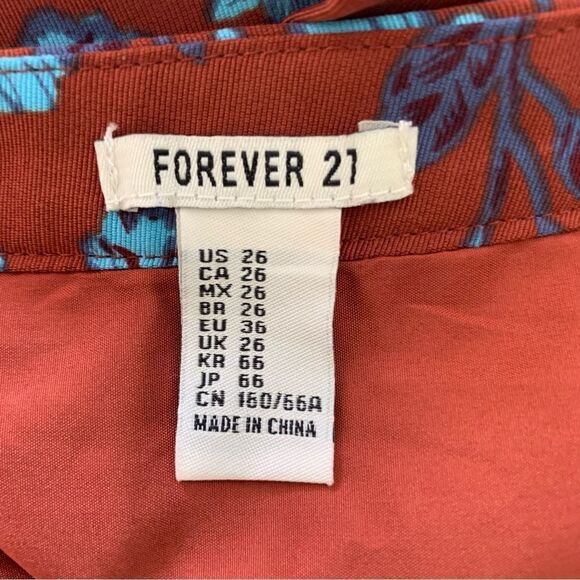 FOREVER 21
US 26
CA 26
MX 26
BR 26
EU 36
UK 26
KR 66
JP 66
CN 160/66A
MADE IN CHINA